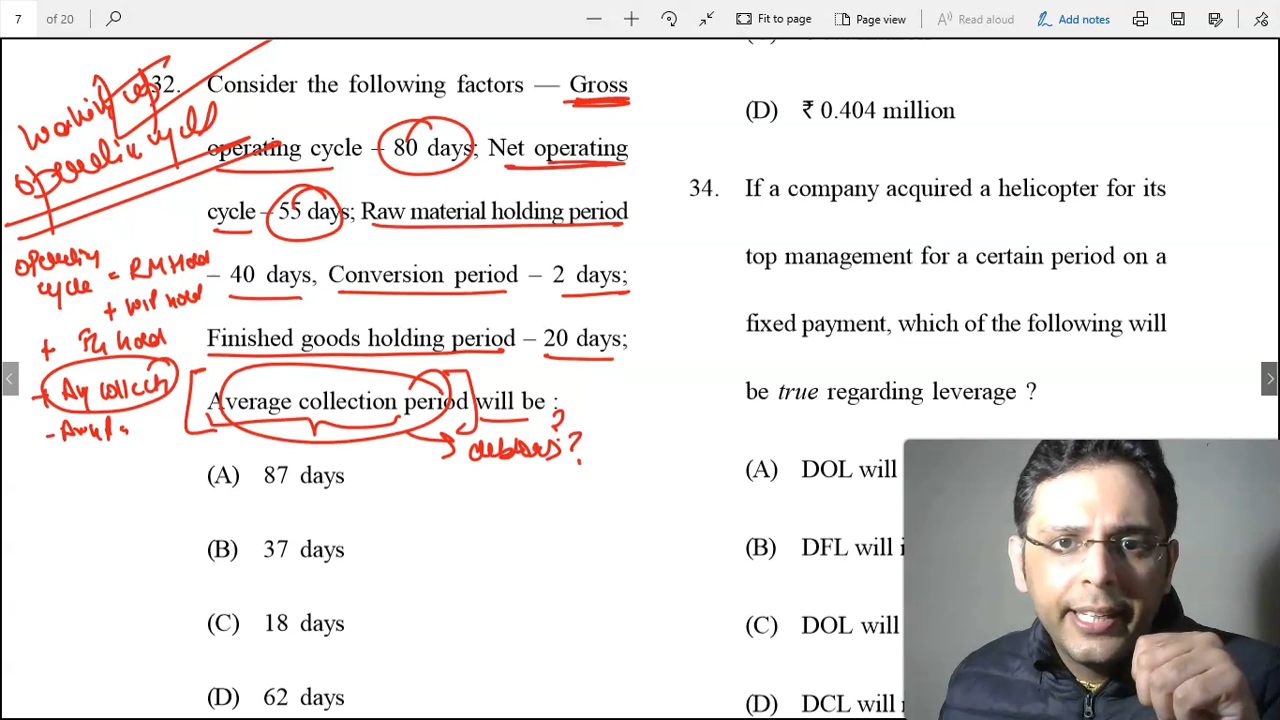 7 of 20
Fit to page
Page view
Read aloud
Add notes
32. Consider the following factors — Gross
operating cycle – 80 days; Net operating
cycle – 55 days; Raw material holding period
– 40 days, Conversion period – 2 days;
Finished goods holding period – 20 days;
Average collection period will be :
(A) 87 days
(B) 37 days
(C) 18 days
(D) 62 days
working cap
operating cycle
operating
cycle = RM Hold
+ WIP hold
+ FG hold
+ Av collect
debtors?
?
(D) ₹ 0.404 million
34. If a company acquired a helicopter for its
top management for a certain period on a
fixed payment, which of the following will
be true regarding leverage ?
(A) DOL will
(B) DFL will i
(C) DOL will
(D) DCL will